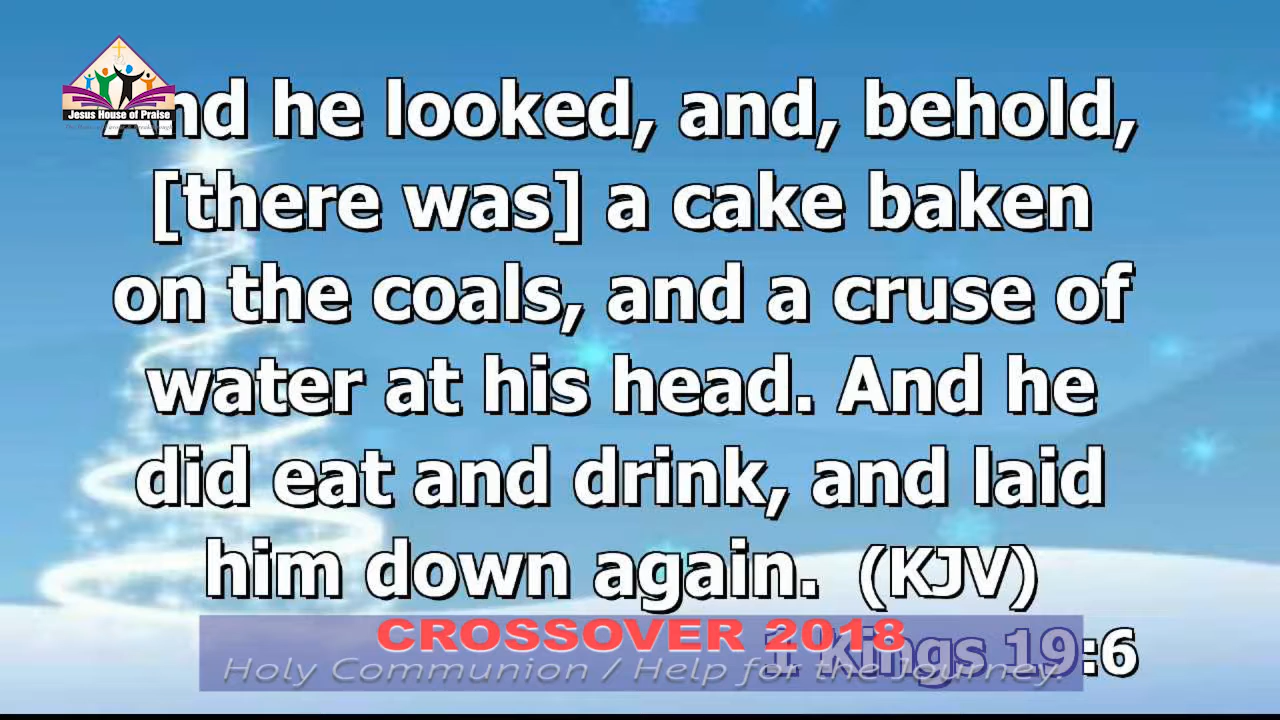 Jesus House of Praise
And he looked, and, behold,
[there was] a cake baken
on the coals, and a cruse of
water at his head. And he
did eat and drink, and laid
him down again. (KJV)
1 Kings 19:6
CROSSOVER 2018
Holy Communion / Help for the Journey.